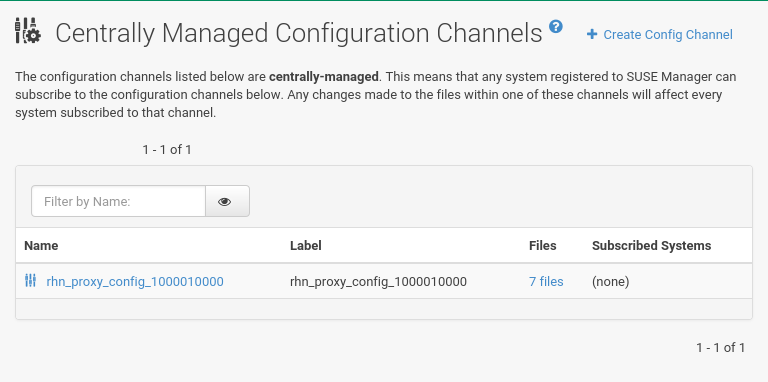 Centrally Managed Configuration Channels ?
+ Create Config Channel
The configuration channels listed below are centrally-managed. This means that any system registered to SUSE Manager can
subscribe to the configuration channels below. Any changes made to the files within one of these channels will affect every
system subscribed to that channel.
1 - 1 of 1
Filter by Name:
Name Label Files Subscribed Systems
rhn_proxy_config_1000010000 rhn_proxy_config_1000010000 7 files (none)
1 - 1 of 1